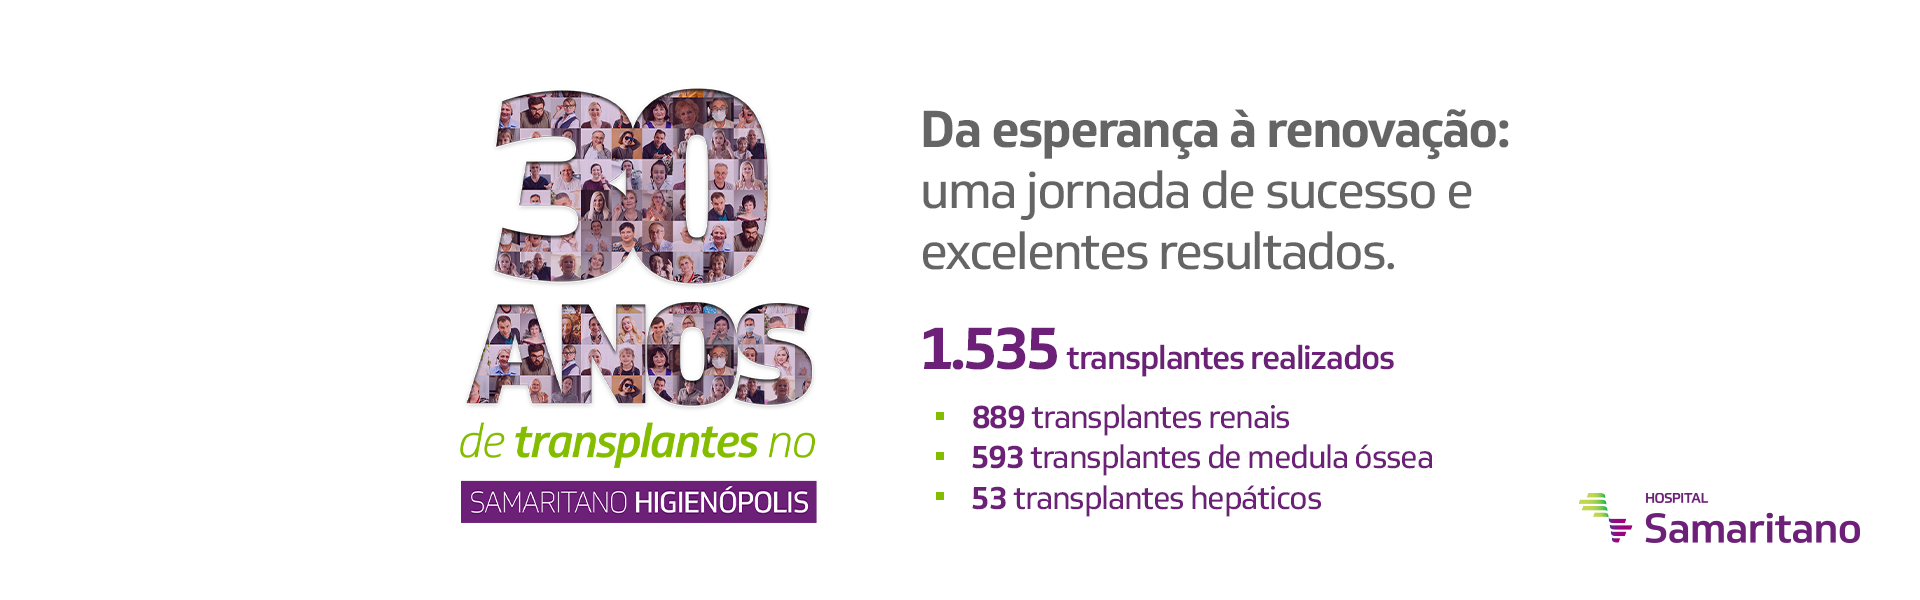 30
ANOS
de transplantes no
SAMARITANO HIGIENÓPOLIS
Da esperança à renovação:
uma jornada de sucesso e
excelentes resultados.
1.535 transplantes realizados
▪ 889 transplantes renais
▪ 593 transplantes de medula óssea
▪ 53 transplantes hepáticos
HOSPITAL
Samaritano